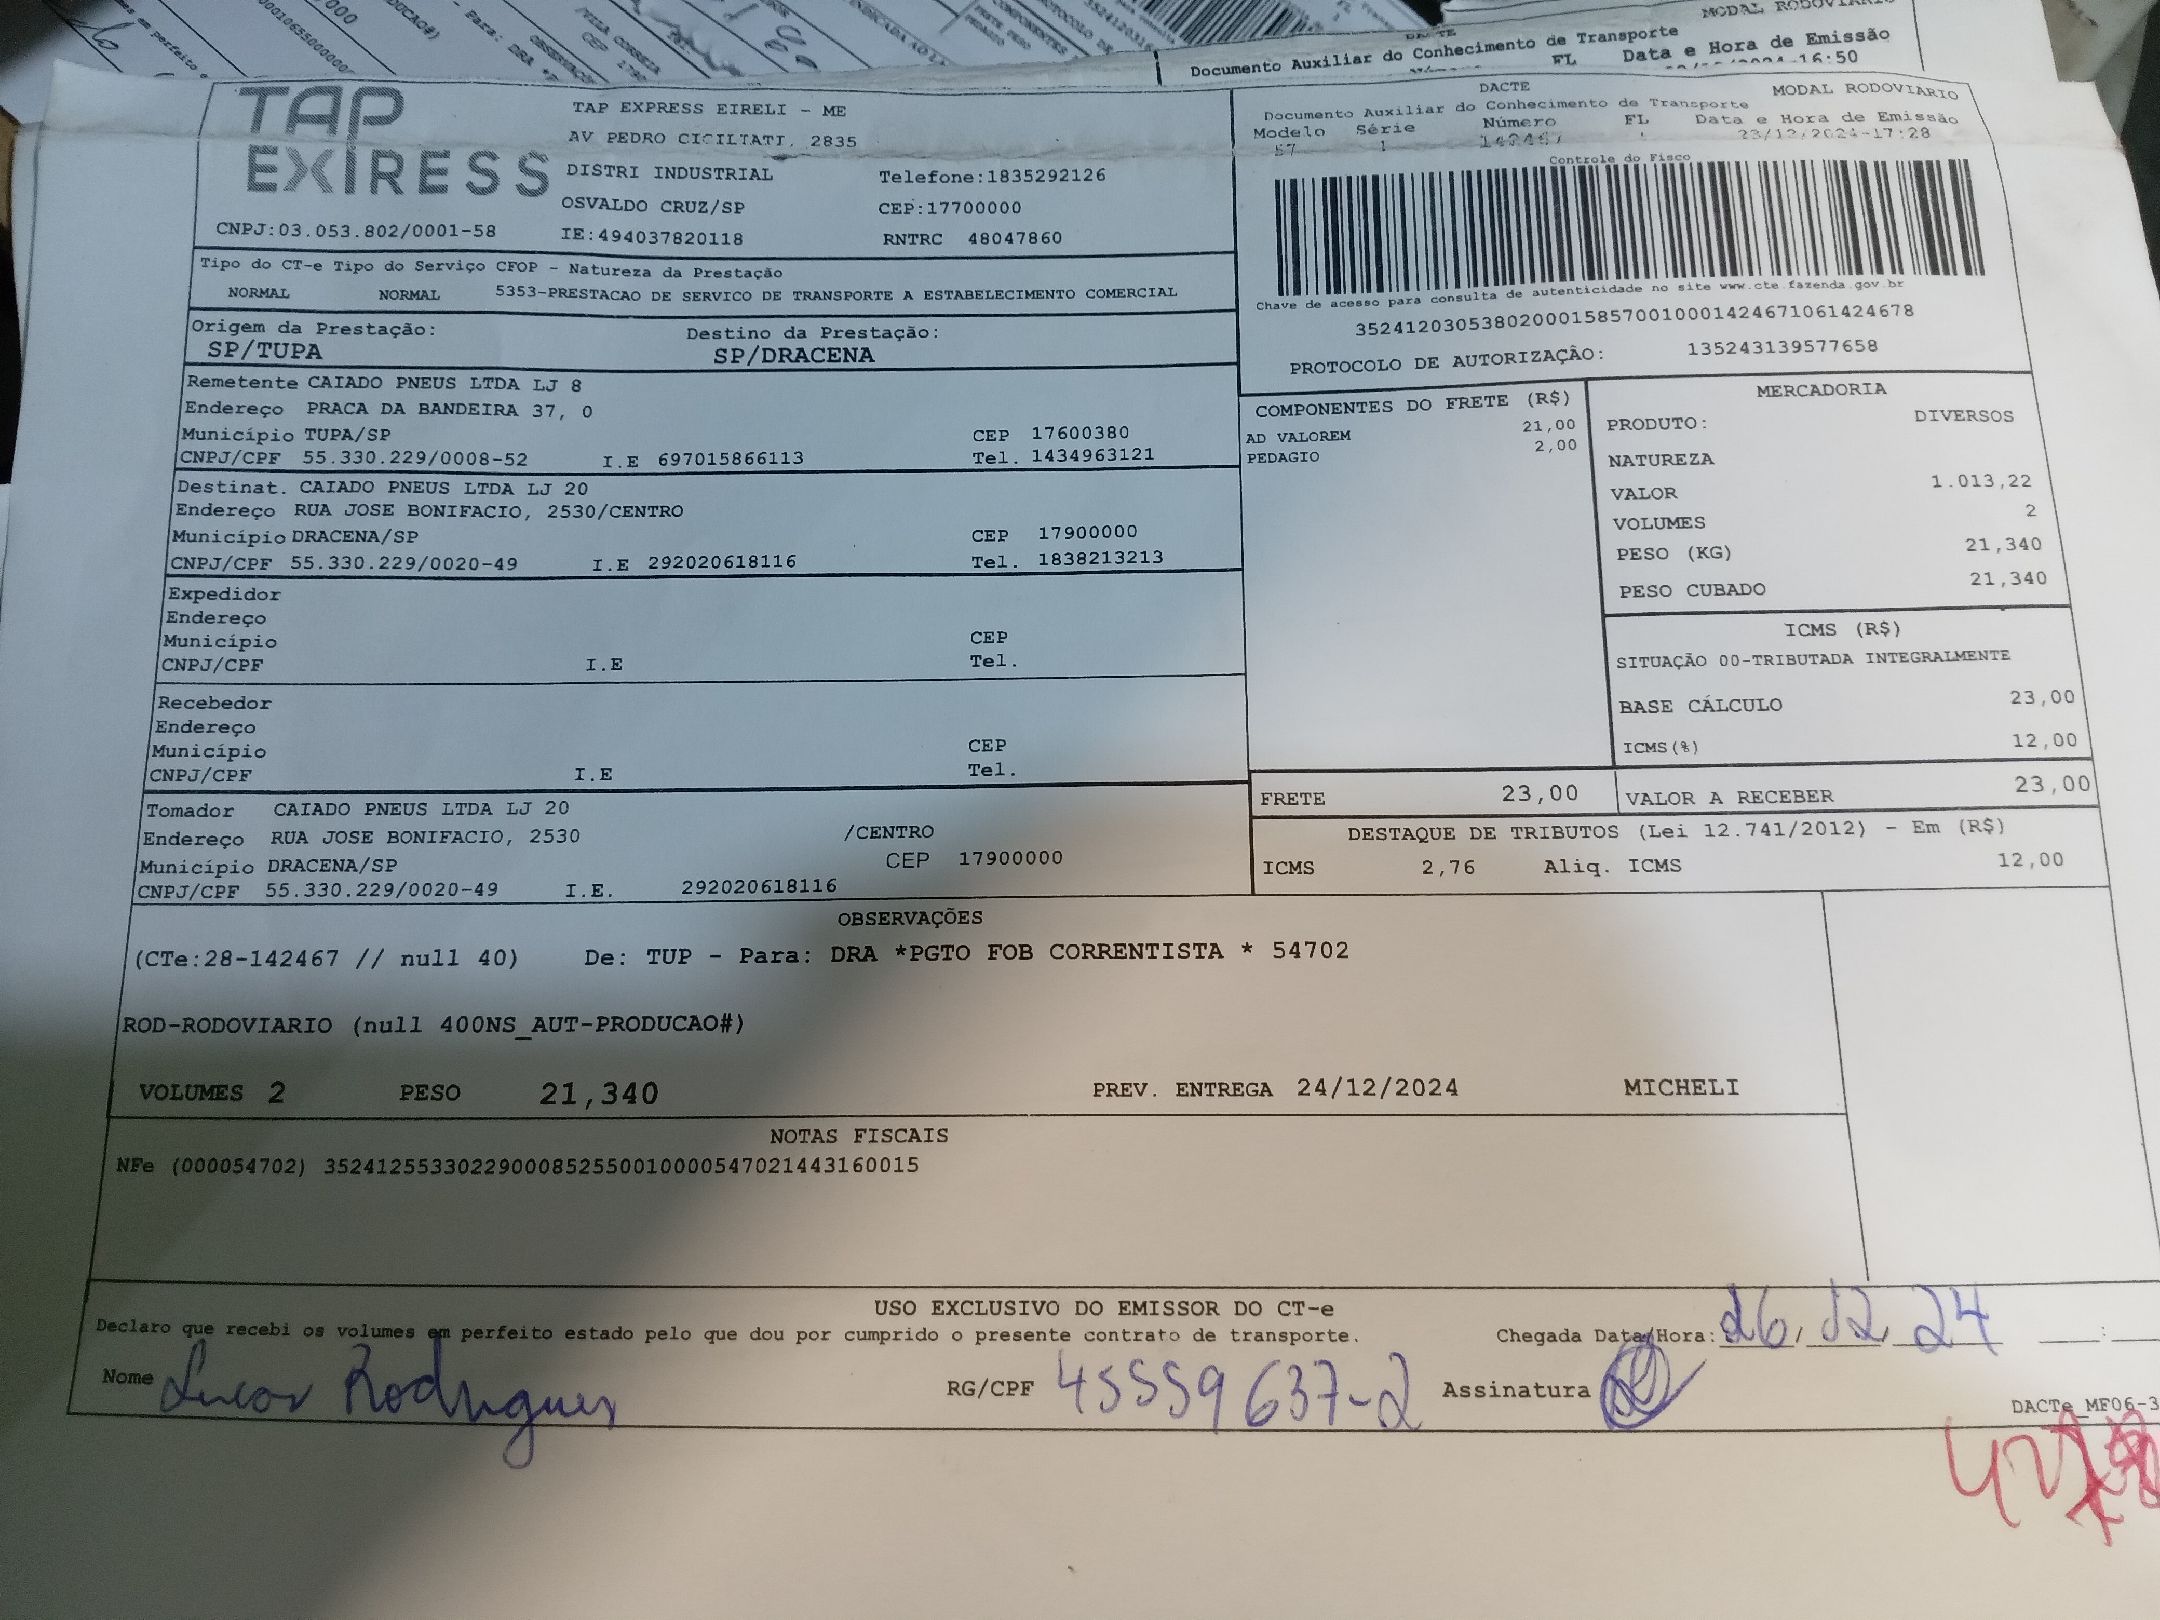 MODAL RODOVIARIO
DACTE
Documento Auxiliar do Conhecimento de Transporte
FL Data e Hora de Emissão
16:50
TAP EXPRESS
TAP EXPRESS EIRELI - ME
AV PEDRO CICILIATI, 2835
DISTRI INDUSTRIAL Telefone:1835292126
OSVALDO CRUZ/SP CEP:17700000
CNPJ:03.053.802/0001-58 IE:494037820118 RNTRC 48047860
DACTE MODAL RODOVIARIO
Documento Auxiliar do Conhecimento de Transporte
Modelo Série Número FL Data e Hora de Emissão
57 1 142467 1 23/12/2024-17:28
Controle do Fisco
Chave de acesso para consulta de autenticidade no site www.cte.fazenda.gov.br
35241203053802000158570010001424671061424678
PROTOCOLO DE AUTORIZAÇÃO: 135243139577658
Tipo do CT-e Tipo do Serviço CFOP - Natureza da Prestação
NORMAL NORMAL 5353-PRESTACAO DE SERVICO DE TRANSPORTE A ESTABELECIMENTO COMERCIAL
Origem da Prestação: Destino da Prestação:
SP/TUPA SP/DRACENA
Remetente CAIADO PNEUS LTDA LJ 8
Endereço PRACA DA BANDEIRA 37, 0
Município TUPA/SP CEP 17600380
CNPJ/CPF 55.330.229/0008-52 I.E 697015866113 Tel. 1434963121
Destinat. CAIADO PNEUS LTDA LJ 20
Endereço RUA JOSE BONIFACIO, 2530/CENTRO
Município DRACENA/SP CEP 17900000
CNPJ/CPF 55.330.229/0020-49 I.E 292020618116 Tel. 1838213213
Expedidor
Endereço
Município CEP
CNPJ/CPF I.E Tel.
Recebedor
Endereço
Município CEP
CNPJ/CPF I.E Tel.
Tomador CAIADO PNEUS LTDA LJ 20
Endereço RUA JOSE BONIFACIO, 2530 /CENTRO
Município DRACENA/SP CEP 17900000
CNPJ/CPF 55.330.229/0020-49 I.E. 292020618116
COMPONENTES DO FRETE (R$)
AD VALOREM 21,00
PEDAGIO 2,00
MERCADORIA
PRODUTO: DIVERSOS
NATUREZA
VALOR 1.013,22
VOLUMES 2
PESO (KG) 21,340
PESO CUBADO 21,340
ICMS (R$)
SITUAÇÃO 00-TRIBUTADA INTEGRALMENTE
BASE CÁLCULO 23,00
ICMS(%) 12,00
FRETE 23,00 VALOR A RECEBER 23,00
DESTAQUE DE TRIBUTOS (Lei 12.741/2012) - Em (R$)
ICMS 2,76 Aliq. ICMS 12,00
OBSERVAÇÕES
(CTe:28-142467 // null 40) De: TUP - Para: DRA *PGTO FOB CORRENTISTA * 54702
ROD-RODOVIARIO (null 400NS_AUT-PRODUCAO#)
VOLUMES 2 PESO 21,340 PREV. ENTREGA 24/12/2024 MICHELI
NOTAS FISCAIS
NFe (000054702) 35241255330229000852550010000547021443160015
USO EXCLUSIVO DO EMISSOR DO CT-e
Declaro que recebi os volumes em perfeito estado pelo que dou por cumprido o presente contrato de transporte. Chegada Data/Hora: 26/12/24 :
Nome Lucas Rodrigues RG/CPF 45559637-2 Assinatura
DACTe_MF06-3